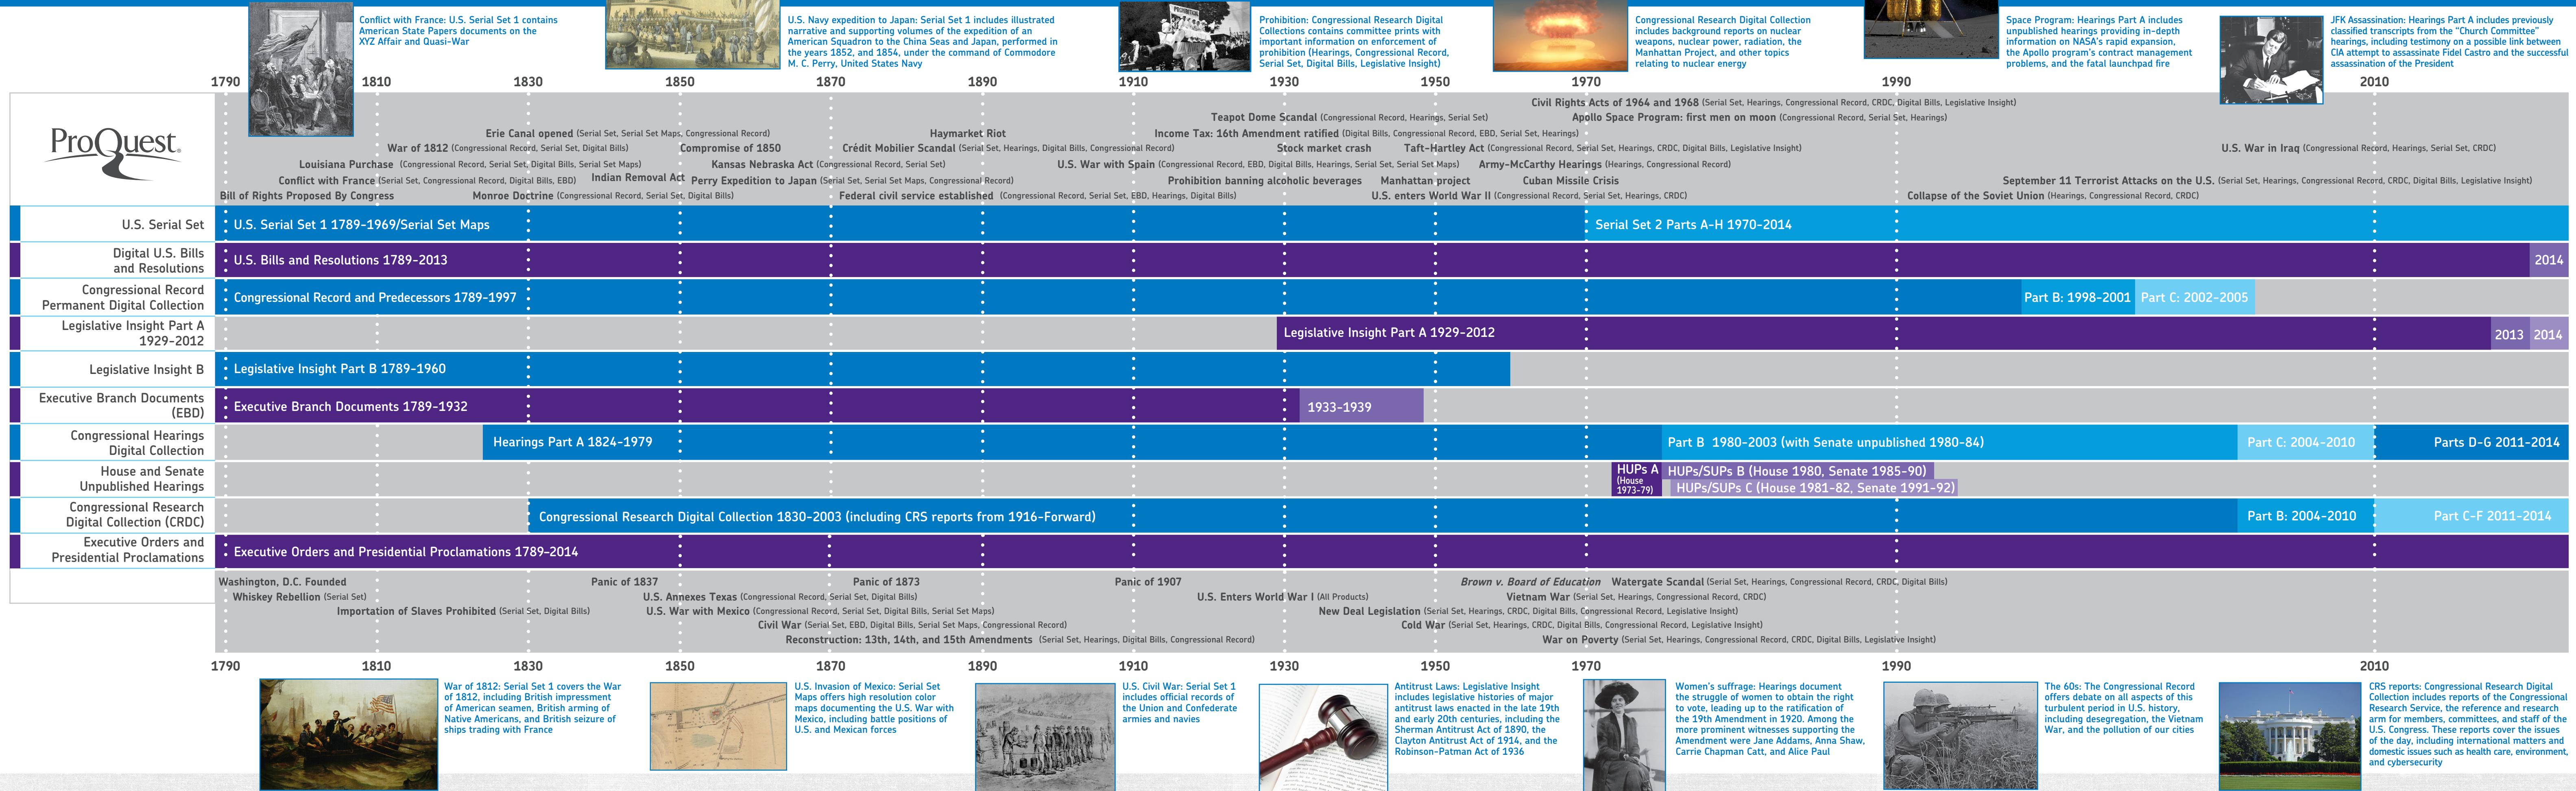 Conflict with France: U.S. Serial Set 1 contains
American State Papers documents on the
XYZ Affair and Quasi-War
U.S. Navy expedition to Japan: Serial Set 1 includes illustrated
narrative and supporting volumes of the expedition of an
American Squadron to the China Seas and Japan, performed in
the years 1852, and 1854, under the command of Commodore
M. C. Perry, United States Navy
PROHIBITION
Prohibition: Congressional Research Digital
Collections contains committee prints with
important information on enforcement of
prohibition (Hearings, Congressional Record,
Serial Set, Digital Bills, Legislative Insight)
Congressional Research Digital Collection
includes background reports on nuclear
weapons, nuclear power, radiation, the
Manhattan Project, and other topics
relating to nuclear energy
Space Program: Hearings Part A includes
unpublished hearings providing in-depth
information on NASA's rapid expansion,
the Apollo program's contract management
problems, and the fatal launchpad fire
JFK Assassination: Hearings Part A includes previously
classified transcripts from the "Church Committee"
hearings, including testimony on a possible link between
CIA attempt to assassinate Fidel Castro and the successful
assassination of the President
1790 1810 1830 1850 1870 1890 1910 1930 1950 1970 1990 2010
ProQuest®
Civil Rights Acts of 1964 and 1968 (Serial Set, Hearings, Congressional Record, CRDC, Digital Bills, Legislative Insight)
Teapot Dome Scandal (Congressional Record, Hearings, Serial Set) Apollo Space Program: first men on moon (Congressional Record, Serial Set, Hearings)
Erie Canal opened (Serial Set, Serial Set Maps, Congressional Record) Haymarket Riot Income Tax: 16th Amendment ratified (Digital Bills, Congressional Record, EBD, Serial Set, Hearings)
War of 1812 (Congressional Record, Serial Set, Digital Bills) Compromise of 1850 Crédit Mobilier Scandal (Serial Set, Hearings, Digital Bills, Congressional Record) Stock market crash Taft-Hartley Act (Congressional Record, Serial Set, Hearings, CRDC, Digital Bills, Legislative Insight) U.S. War in Iraq (Congressional Record, Hearings, Serial Set, CRDC)
Louisiana Purchase (Congressional Record, Serial Set, Digital Bills, Serial Set Maps) Kansas Nebraska Act (Congressional Record, Serial Set) U.S. War with Spain (Congressional Record, EBD, Digital Bills, Hearings, Serial Set, Serial Set Maps) Army-McCarthy Hearings (Hearings, Congressional Record)
Conflict with France (Serial Set, Congressional Record, Digital Bills, EBD) Indian Removal Act Perry Expedition to Japan (Serial Set, Serial Set Maps, Congressional Record) Prohibition banning alcoholic beverages Manhattan project Cuban Missile Crisis September 11 Terrorist Attacks on the U.S. (Serial Set, Hearings, Congressional Record, CRDC, Digital Bills, Legislative Insight)
Bill of Rights Proposed By Congress Monroe Doctrine (Congressional Record, Serial Set, Digital Bills) Federal civil service established (Congressional Record, Serial Set, EBD, Hearings, Digital Bills) U.S. enters World War II (Congressional Record, Serial Set, Hearings, CRDC) Collapse of the Soviet Union (Hearings, Congressional Record, CRDC)
U.S. Serial Set
U.S. Serial Set 1 1789-1969/Serial Set Maps Serial Set 2 Parts A-H 1970-2014
Digital U.S. Bills
and Resolutions
U.S. Bills and Resolutions 1789-2013 2014
Congressional Record
Permanent Digital Collection
Congressional Record and Predecessors 1789-1997 Part B: 1998-2001 Part C: 2002-2005
Legislative Insight Part A
1929-2012
Legislative Insight Part A 1929-2012 2013 2014
Legislative Insight B
Legislative Insight Part B 1789-1960
Executive Branch Documents
(EBD)
Executive Branch Documents 1789-1932 1933-1939
Congressional Hearings
Digital Collection
Hearings Part A 1824-1979 Part B 1980-2003 (with Senate unpublished 1980-84) Part C: 2004-2010 Parts D-G 2011-2014
House and Senate
Unpublished Hearings
HUPs A
(House
1973-79)
HUPs/SUPs B (House 1980, Senate 1985-90)
HUPs/SUPs C (House 1981-82, Senate 1991-92)
Congressional Research
Digital Collection (CRDC)
Congressional Research Digital Collection 1830-2003 (including CRS reports from 1916-Forward) Part B: 2004-2010 Part C-F 2011-2014
Executive Orders and
Presidential Proclamations
Executive Orders and Presidential Proclamations 1789-2014
Washington, D.C. Founded Panic of 1837 Panic of 1873 Panic of 1907 Brown v. Board of Education Watergate Scandal (Serial Set, Hearings, Congressional Record, CRDC, Digital Bills)
Whiskey Rebellion (Serial Set) U.S. Annexes Texas (Congressional Record, Serial Set, Digital Bills) U.S. Enters World War I (All Products) Vietnam War (Serial Set, Hearings, Congressional Record, CRDC)
Importation of Slaves Prohibited (Serial Set, Digital Bills) U.S. War with Mexico (Congressional Record, Serial Set, Digital Bills, Serial Set Maps) New Deal Legislation (Serial Set, Hearings, CRDC, Digital Bills, Congressional Record, Legislative Insight)
Civil War (Serial Set, EBD, Digital Bills, Serial Set Maps, Congressional Record) Cold War (Serial Set, Hearings, CRDC, Digital Bills, Congressional Record, Legislative Insight)
Reconstruction: 13th, 14th, and 15th Amendments (Serial Set, Hearings, Digital Bills, Congressional Record) War on Poverty (Serial Set, Hearings, Congressional Record, CRDC, Digital Bills, Legislative Insight)
1790 1810 1830 1850 1870 1890 1910 1930 1950 1970 1990 2010
War of 1812: Serial Set 1 covers the War
of 1812, including British impressment
of American seamen, British arming of
Native Americans, and British seizure of
ships trading with France
U.S. Invasion of Mexico: Serial Set
Maps offers high resolution color
maps documenting the U.S. War with
Mexico, including battle positions of
U.S. and Mexican forces
U.S. Civil War: Serial Set 1
includes official records of
the Union and Confederate
armies and navies
Antitrust Laws: Legislative Insight
includes legislative histories of major
antitrust laws enacted in the late 19th
and early 20th centuries, including the
Sherman Antitrust Act of 1890, the
Clayton Antitrust Act of 1914, and the
Robinson-Patman Act of 1936
Women's suffrage: Hearings document
the struggle of women to obtain the right
to vote, leading up to the ratification of
the 19th Amendment in 1920. Among the
more prominent witnesses supporting the
Amendment were Jane Addams, Anna Shaw,
Carrie Chapman Catt, and Alice Paul
The 60s: The Congressional Record
offers debate on all aspects of this
turbulent period in U.S. history,
including desegregation, the Vietnam
War, and the pollution of our cities
CRS reports: Congressional Research Digital
Collection includes reports of the Congressional
Research Service, the reference and research
arm for members, committees, and staff of the
U.S. Congress. These reports cover the issues
of the day, including international matters and
domestic issues such as health care, environment,
and cybersecurity